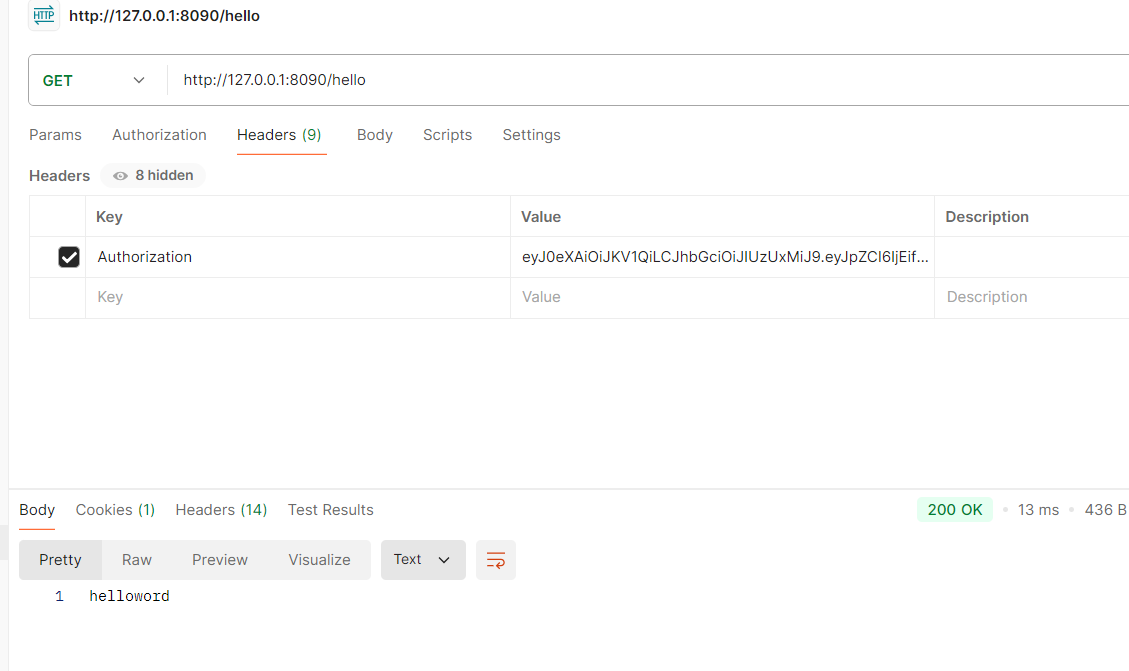 HTTP http://127.0.0.1:8090/hello
GET http://127.0.0.1:8090/hello
Params Authorization Headers (9) Body Scripts Settings
Headers 8 hidden
Key Value Description
Authorization eyJ0eXAiOiJKV1QiLCJhbGciOiJIUzUxMiJ9.eyJpZCI6IjEif...
Key Value Description
Body Cookies (1) Headers (14) Test Results 200 OK • 13 ms • 436 B
Pretty Raw Preview Visualize Text
1 helloword